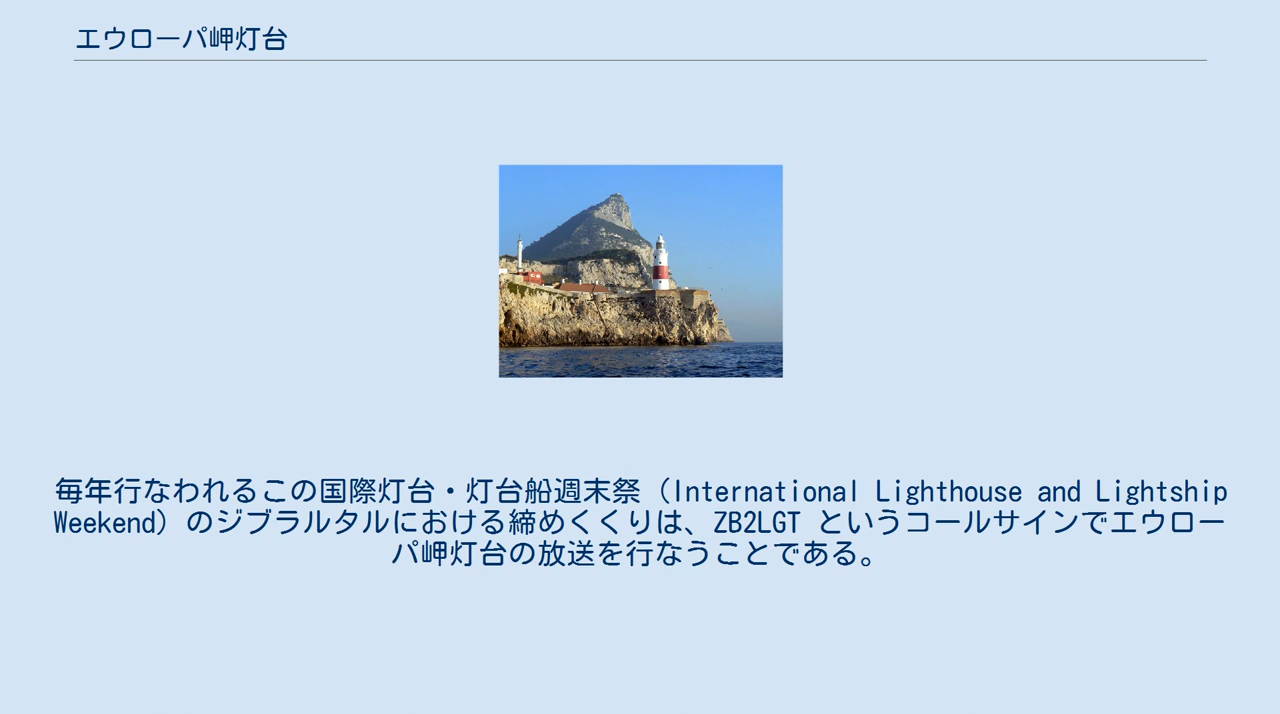 エウローパ岬灯台
毎年行なわれるこの国際灯台・灯台船週末祭（International Lighthouse and Lightship
Weekend）のジブラルタルにおける締めくくりは、ZB2LGT というコールサインでエウロー
パ岬灯台の放送を行なうことである。